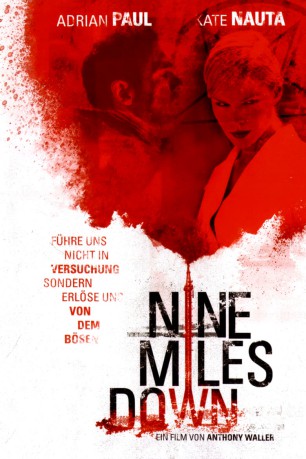 ADRIAN PAUL KATE NAUTA
FÜHRE UNS
NICHT IN
VERSUCHUNG
SONDERN
ERLÖSE UNS
VON
DEM
BÖSEN
NINE
MILES
DOWN
EIN FILM VON ANTHONY WALLER